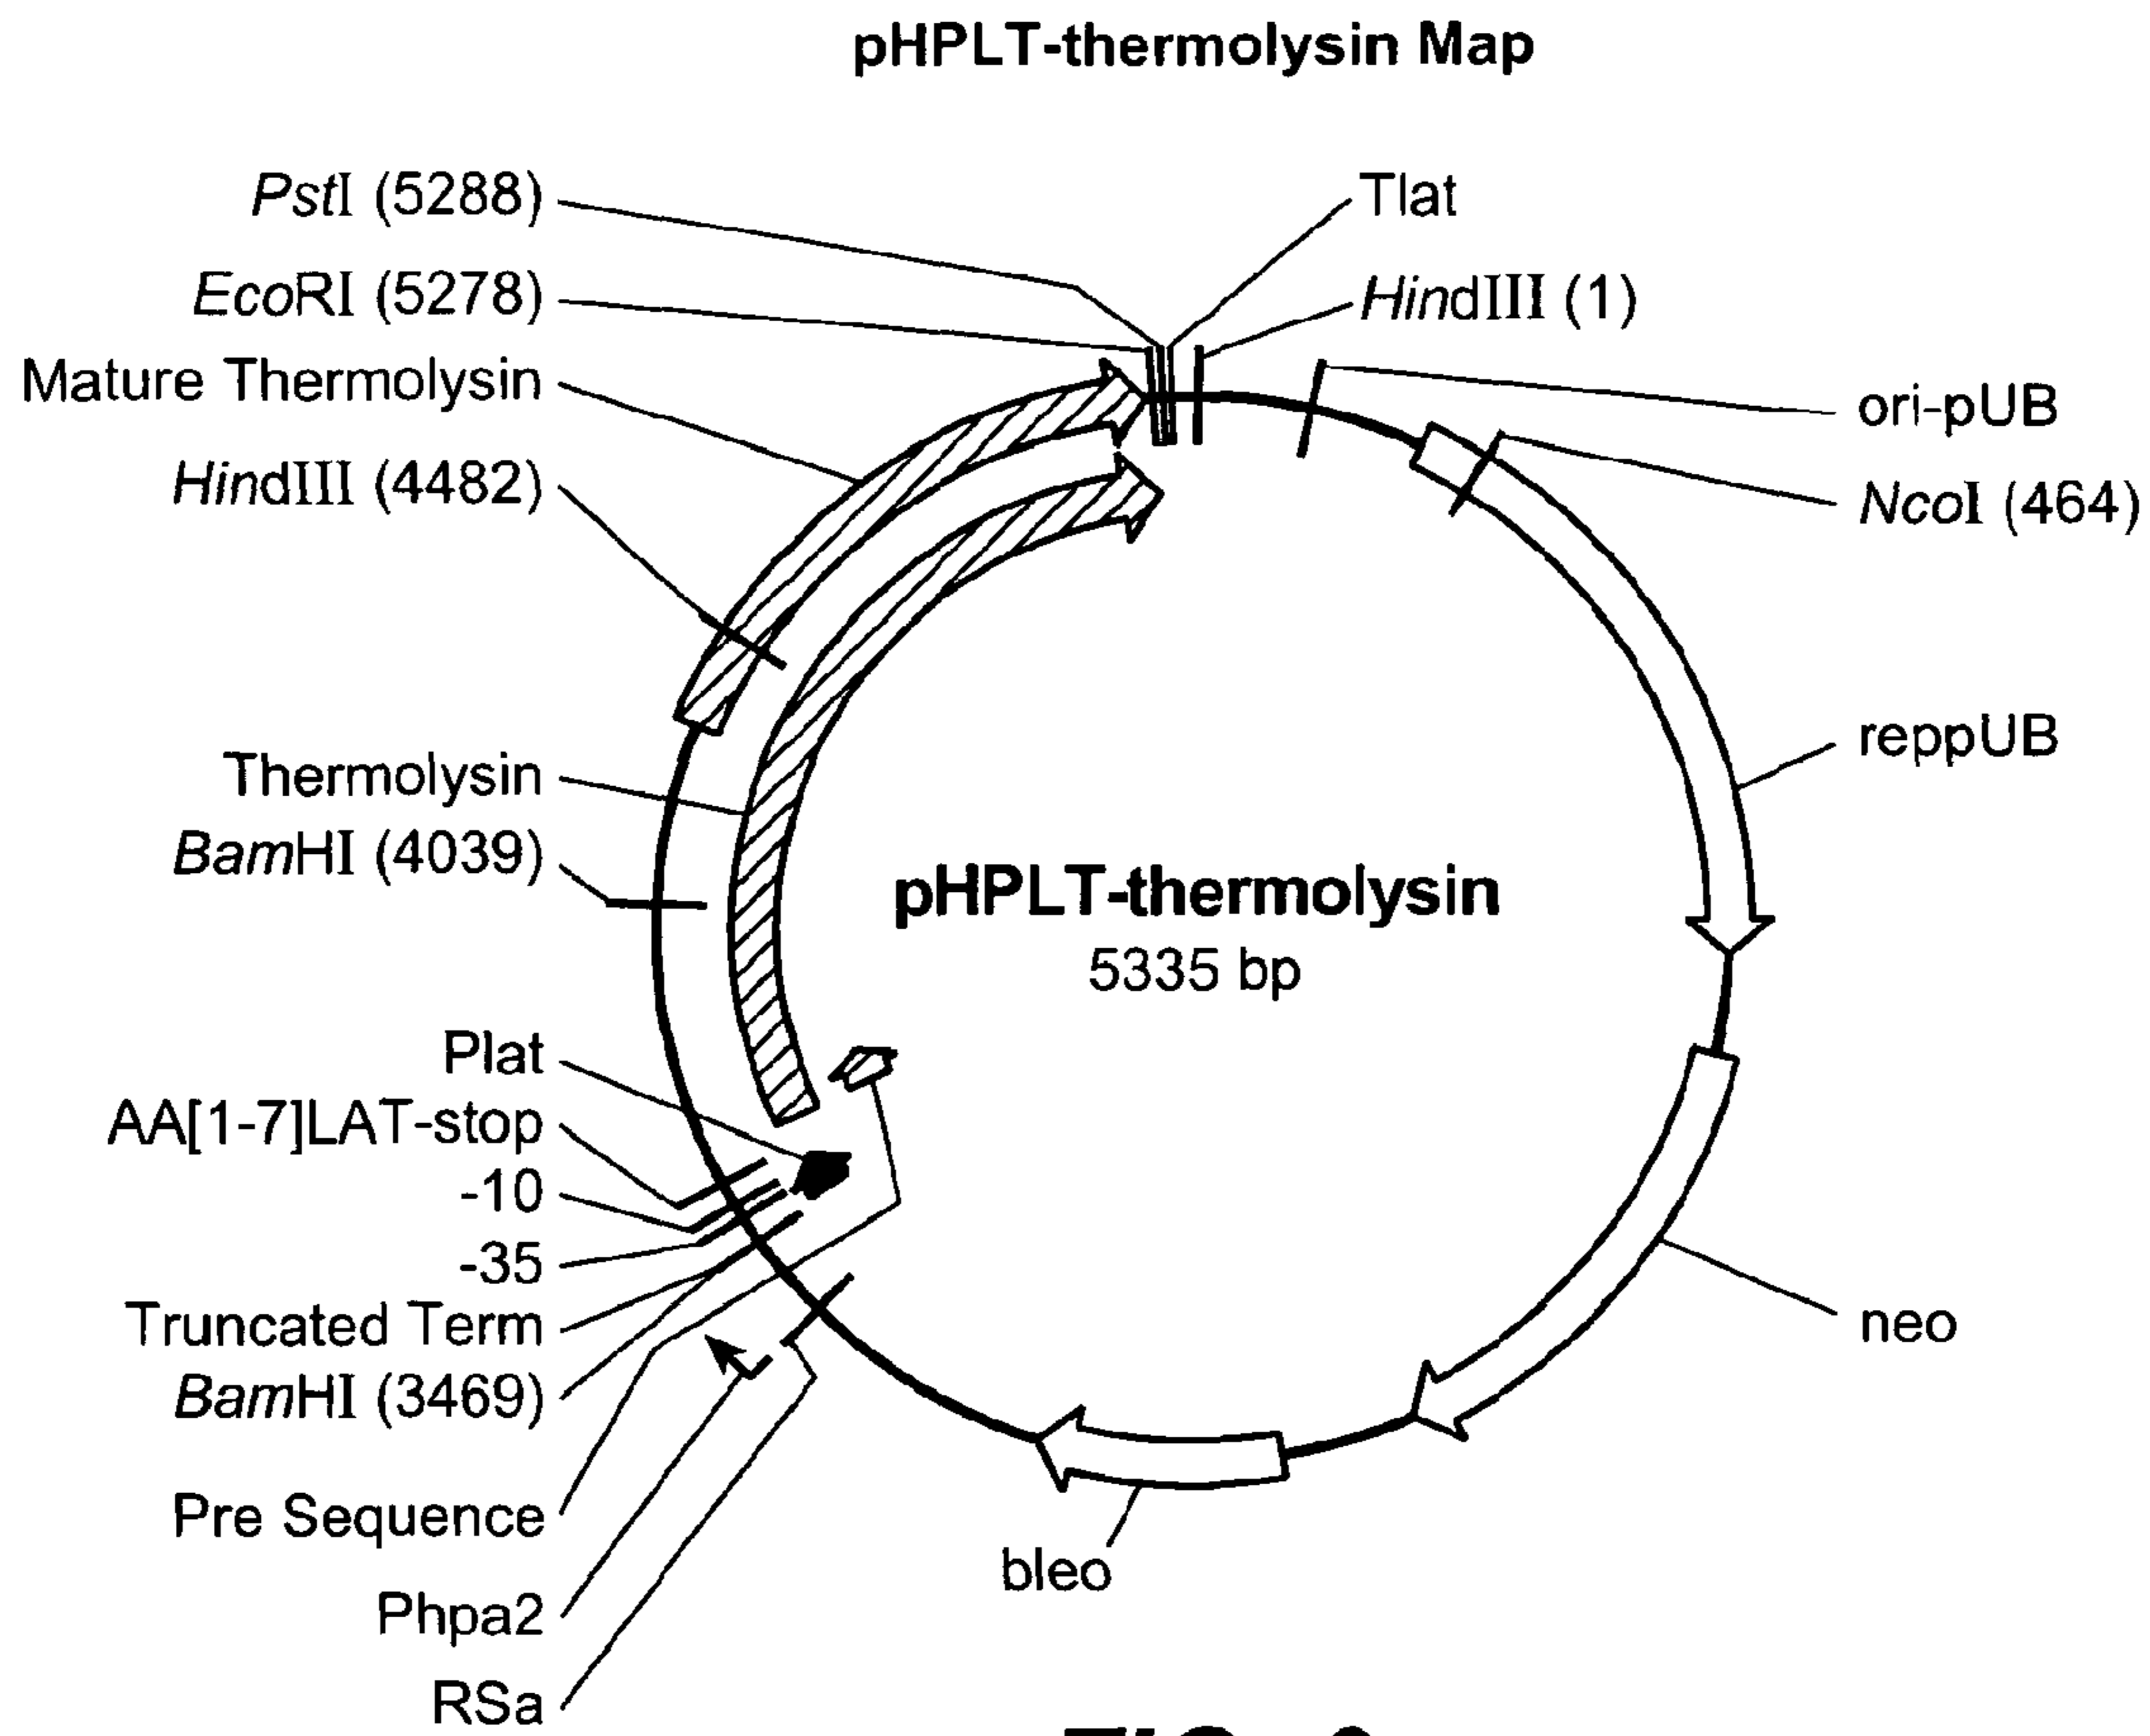 pHPLT-thermolysin Map
PstI (5288)
EcoRI (5278)
Mature Thermolysin
HindIII (4482)
Thermolysin
BamHI (4039)
Plat
AA[1-7]LAT-stop
-10
-35
Truncated Term
BamHI (3469)
Pre Sequence
Phpa2
RSa
Tlat
HindIII (1)
ori-pUB
NcoI (464)
reppUB
neo
bleo
pHPLT-thermolysin
5335 bp